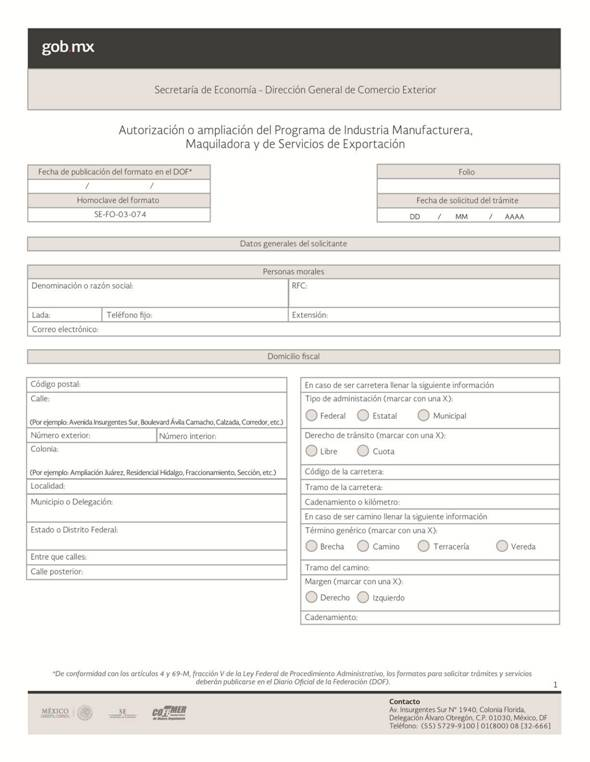 gob.mx
Secretaría de Economía - Dirección General de Comercio Exterior
Autorización o ampliación del Programa de Industria Manufacturera,
Maquiladora y de Servicios de Exportación
Fecha de publicación del formato en el DOF*
/ /
Homoclave del formato
SE-FO-03-074
Folio
Fecha de solicitud del trámite
DD / MM / AAAA
Datos generales del solicitante
Personas morales
Denominación o razón social:
RFC:
Lada:
Teléfono fijo:
Extensión:
Correo electrónico:
Domicilio fiscal
Código postal:
Calle:
(Por ejemplo: Avenida Insurgentes Sur, Boulevard Ávila Camacho, Calzada, Corredor, etc.)
Número exterior:
Número interior:
Colonia:
(Por ejemplo: Ampliación Juárez, Residencial Hidalgo, Fraccionamiento, Sección, etc.)
Localidad:
Municipio o Delegación:
Estado o Distrito Federal:
Entre que calles:
Calle posterior:
En caso de ser carretera llenar la siguiente información
Tipo de administación (marcar con una X):
Federal Estatal Municipal
Derecho de tránsito (marcar con una X):
Libre Cuota
Código de la carretera:
Tramo de la carretera:
Cadenamiento o kilómetro:
En caso de ser camino llenar la siguiente información
Término genérico (marcar con una X):
Brecha Camino Terracería Vereda
Tramo del camino:
Margen (marcar con una X):
Derecho Izquierdo
Cadenamiento:
*De conformidad con los artículos 4 y 69-M, fracción V de la Ley Federal de Procedimiento Administrativo, los formatos para solicitar trámites y servicios
deberán publicarse en el Diario Oficial de la Federación (DOF).
1
MÉXICO
SE
COFEMER
Contacto
Av. Insurgentes Sur N° 1940, Colonia Florida,
Delegación Álvaro Obregón, C.P. 01030, México, DF
Teléfono: (55) 5729-9100 | 01(800) 08 [32-666]